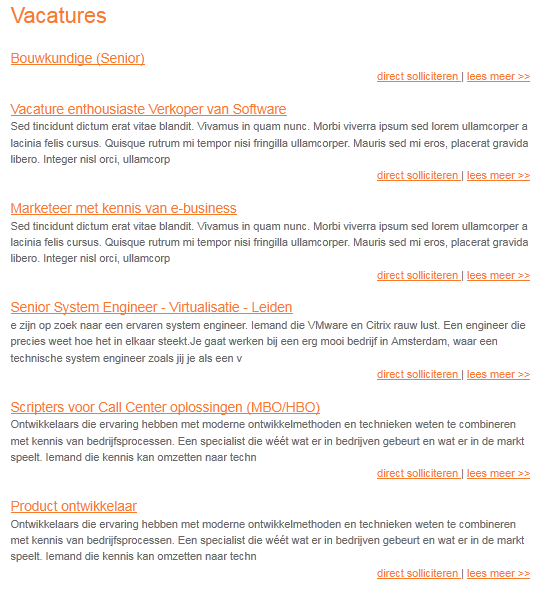 Vacatures
Bouwkundige (Senior)
direct solliciteren | lees meer >>
Vacature enthousiaste Verkoper van Software
Sed tincidunt dictum erat vitae blandit. Vivamus in quam nunc. Morbi viverra ipsum sed lorem ullamcorper a
lacinia felis cursus. Quisque rutrum mi tempor nisi fringilla ullamcorper. Mauris sed mi eros, placerat gravida
libero. Integer nisl orci, ullamcorp
direct solliciteren | lees meer >>
Marketeer met kennis van e-business
Sed tincidunt dictum erat vitae blandit. Vivamus in quam nunc. Morbi viverra ipsum sed lorem ullamcorper a
lacinia felis cursus. Quisque rutrum mi tempor nisi fringilla ullamcorper. Mauris sed mi eros, placerat gravida
libero. Integer nisl orci, ullamcorp
direct solliciteren | lees meer >>
Senior System Engineer - Virtualisatie - Leiden
e zijn op zoek naar een ervaren system engineer. Iemand die VMware en Citrix rauw lust. Een engineer die
precies weet hoe het in elkaar steekt.Je gaat werken bij een erg mooi bedrijf in Amsterdam, waar een
technische system engineer zoals jij je als een v
direct solliciteren | lees meer >>
Scripters voor Call Center oplossingen (MBO/HBO)
Ontwikkelaars die ervaring hebben met moderne ontwikkelmethoden en technieken weten te combineren
met kennis van bedrijfsprocessen. Een specialist die wéét wat er in bedrijven gebeurt en wat er in de markt
speelt. Iemand die kennis kan omzetten naar techn
direct solliciteren | lees meer >>
Product ontwikkelaar
Ontwikkelaars die ervaring hebben met moderne ontwikkelmethoden en technieken weten te combineren
met kennis van bedrijfsprocessen. Een specialist die wéét wat er in bedrijven gebeurt en wat er in de markt
speelt. Iemand die kennis kan omzetten naar techn
direct solliciteren | lees meer >>